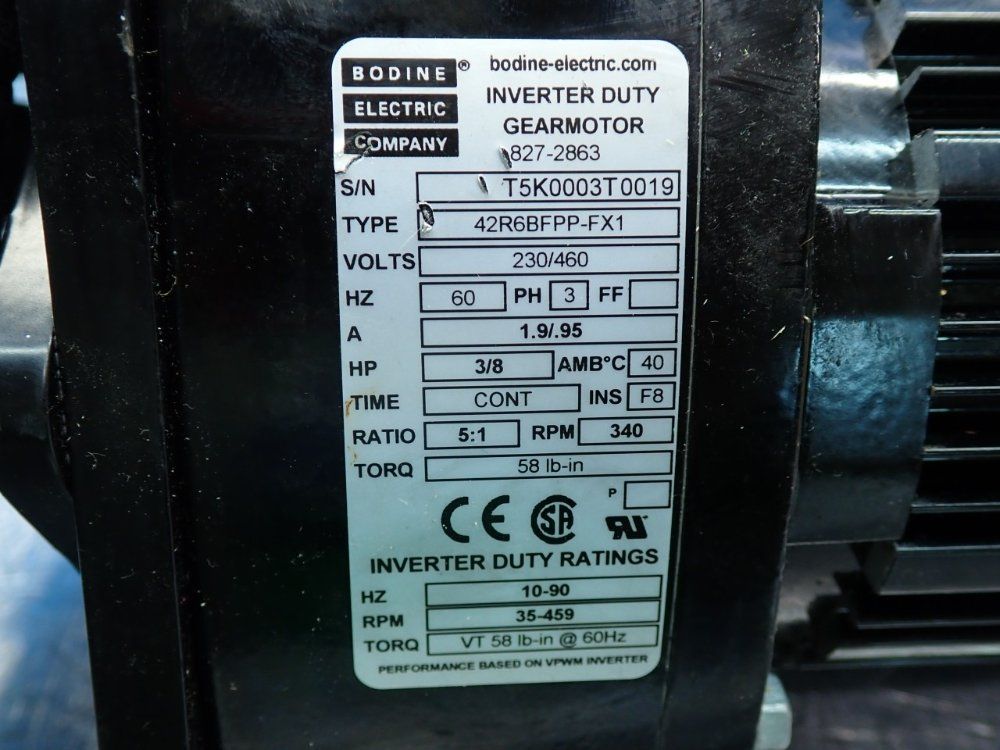 BODINE ® bodine-electric.com
ELECTRIC INVERTER DUTY
COMPANY GEARMOTOR
827-2863
S/N T5K0003T0019
TYPE 42R6BFPP-FX1
VOLTS 230/460
HZ 60 PH 3 FF
A 1.9/.95
HP 3/8 AMB°C 40
TIME CONT INS F8
RATIO 5:1 RPM 340
TORQ 58 lb-in
P
CE SA RU
INVERTER DUTY RATINGS
HZ 10-90
RPM 35-459
TORQ VT 58 lb-in @ 60Hz
PERFORMANCE BASED ON VPWM INVERTER